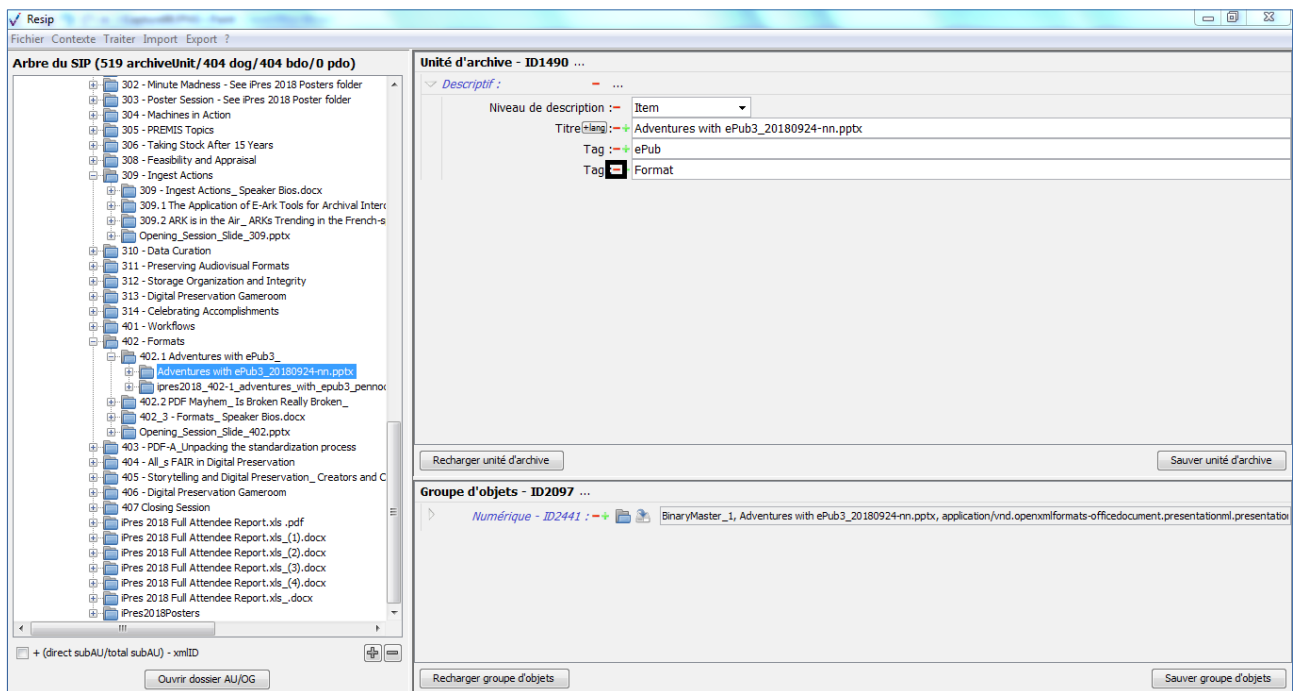 Resip
Fichier Contexte Traiter Import Export ?
Arbre du SIP (519 archiveUnit/404 dog/404 bdo/0 pdo)
302 - Minute Madness - See iPres 2018 Posters folder
303 - Poster Session - See iPres 2018 Poster folder
304 - Machines in Action
305 - PREMIS Topics
306 - Taking Stock After 15 Years
308 - Feasibility and Appraisal
309 - Ingest Actions
309 - Ingest Actions_ Speaker Bios.docx
309.1 The Application of E-Ark Tools for Archival Interc
309.2 ARK is in the Air_ ARKs Trending in the French-s
Opening_Session_Slide_309.pptx
310 - Data Curation
311 - Preserving Audiovisual Formats
312 - Storage Organization and Integrity
313 - Digital Preservation Gameroom
314 - Celebrating Accomplishments
401 - Workflows
402 - Formats
402.1 Adventures with ePub3_
Adventures with ePub3_20180924-nn.pptx
ipres2018_402-1_adventures_with_epub3_pennoc
402.2 PDF Mayhem_ Is Broken Really Broken_
402_3 - Formats_ Speaker Bios.docx
Opening_Session_Slide_402.pptx
403 - PDF-A_Unpacking the standardization process
404 - All_s FAIR in Digital Preservation
405 - Storytelling and Digital Preservation_ Creators and C
406 - Digital Preservation Gameroom
407 Closing Session
iPres 2018 Full Attendee Report.xls .pdf
iPres 2018 Full Attendee Report.xls_(1).docx
iPres 2018 Full Attendee Report.xls_(2).docx
iPres 2018 Full Attendee Report.xls_(3).docx
iPres 2018 Full Attendee Report.xls_(4).docx
iPres 2018 Full Attendee Report.xls_.docx
iPres2018Posters
+ (direct subAU/total subAU) - xmlID
Ouvrir dossier AU/OG
Unité d'archive - ID1490 ...
Descriptif : - ...
Niveau de description :- Item
Titre +lang :-+ Adventures with ePub3_20180924-nn.pptx
Tag :-+ ePub
Tag :- Format
Recharger unité d'archive Sauver unité d'archive
Groupe d'objets - ID2097 ...
Numérique - ID2441 : -+ BinaryMaster_1, Adventures with ePub3_20180924-nn.pptx, application/vnd.openxmlformats-officedocument.presentationml.presentation
Recharger groupe d'objets Sauver groupe d'objets